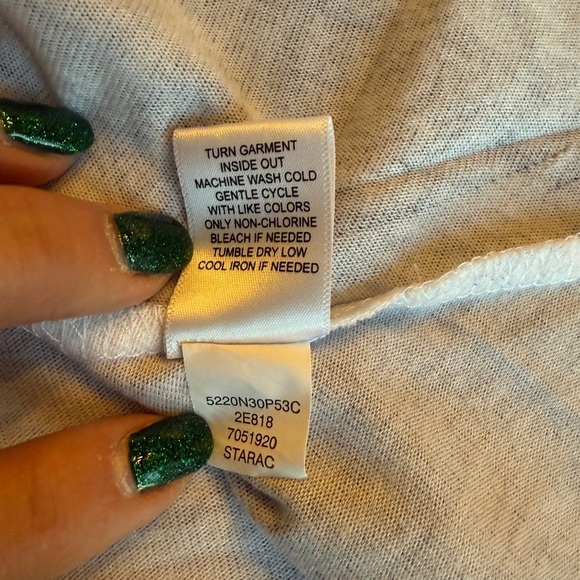 TURN GARMENT
INSIDE OUT
MACHINE WASH COLD
GENTLE CYCLE
WITH LIKE COLORS
ONLY NON-CHLORINE
BLEACH IF NEEDED
TUMBLE DRY LOW
COOL IRON IF NEEDED
5220N30P53C
2E818
7051920
STARAC